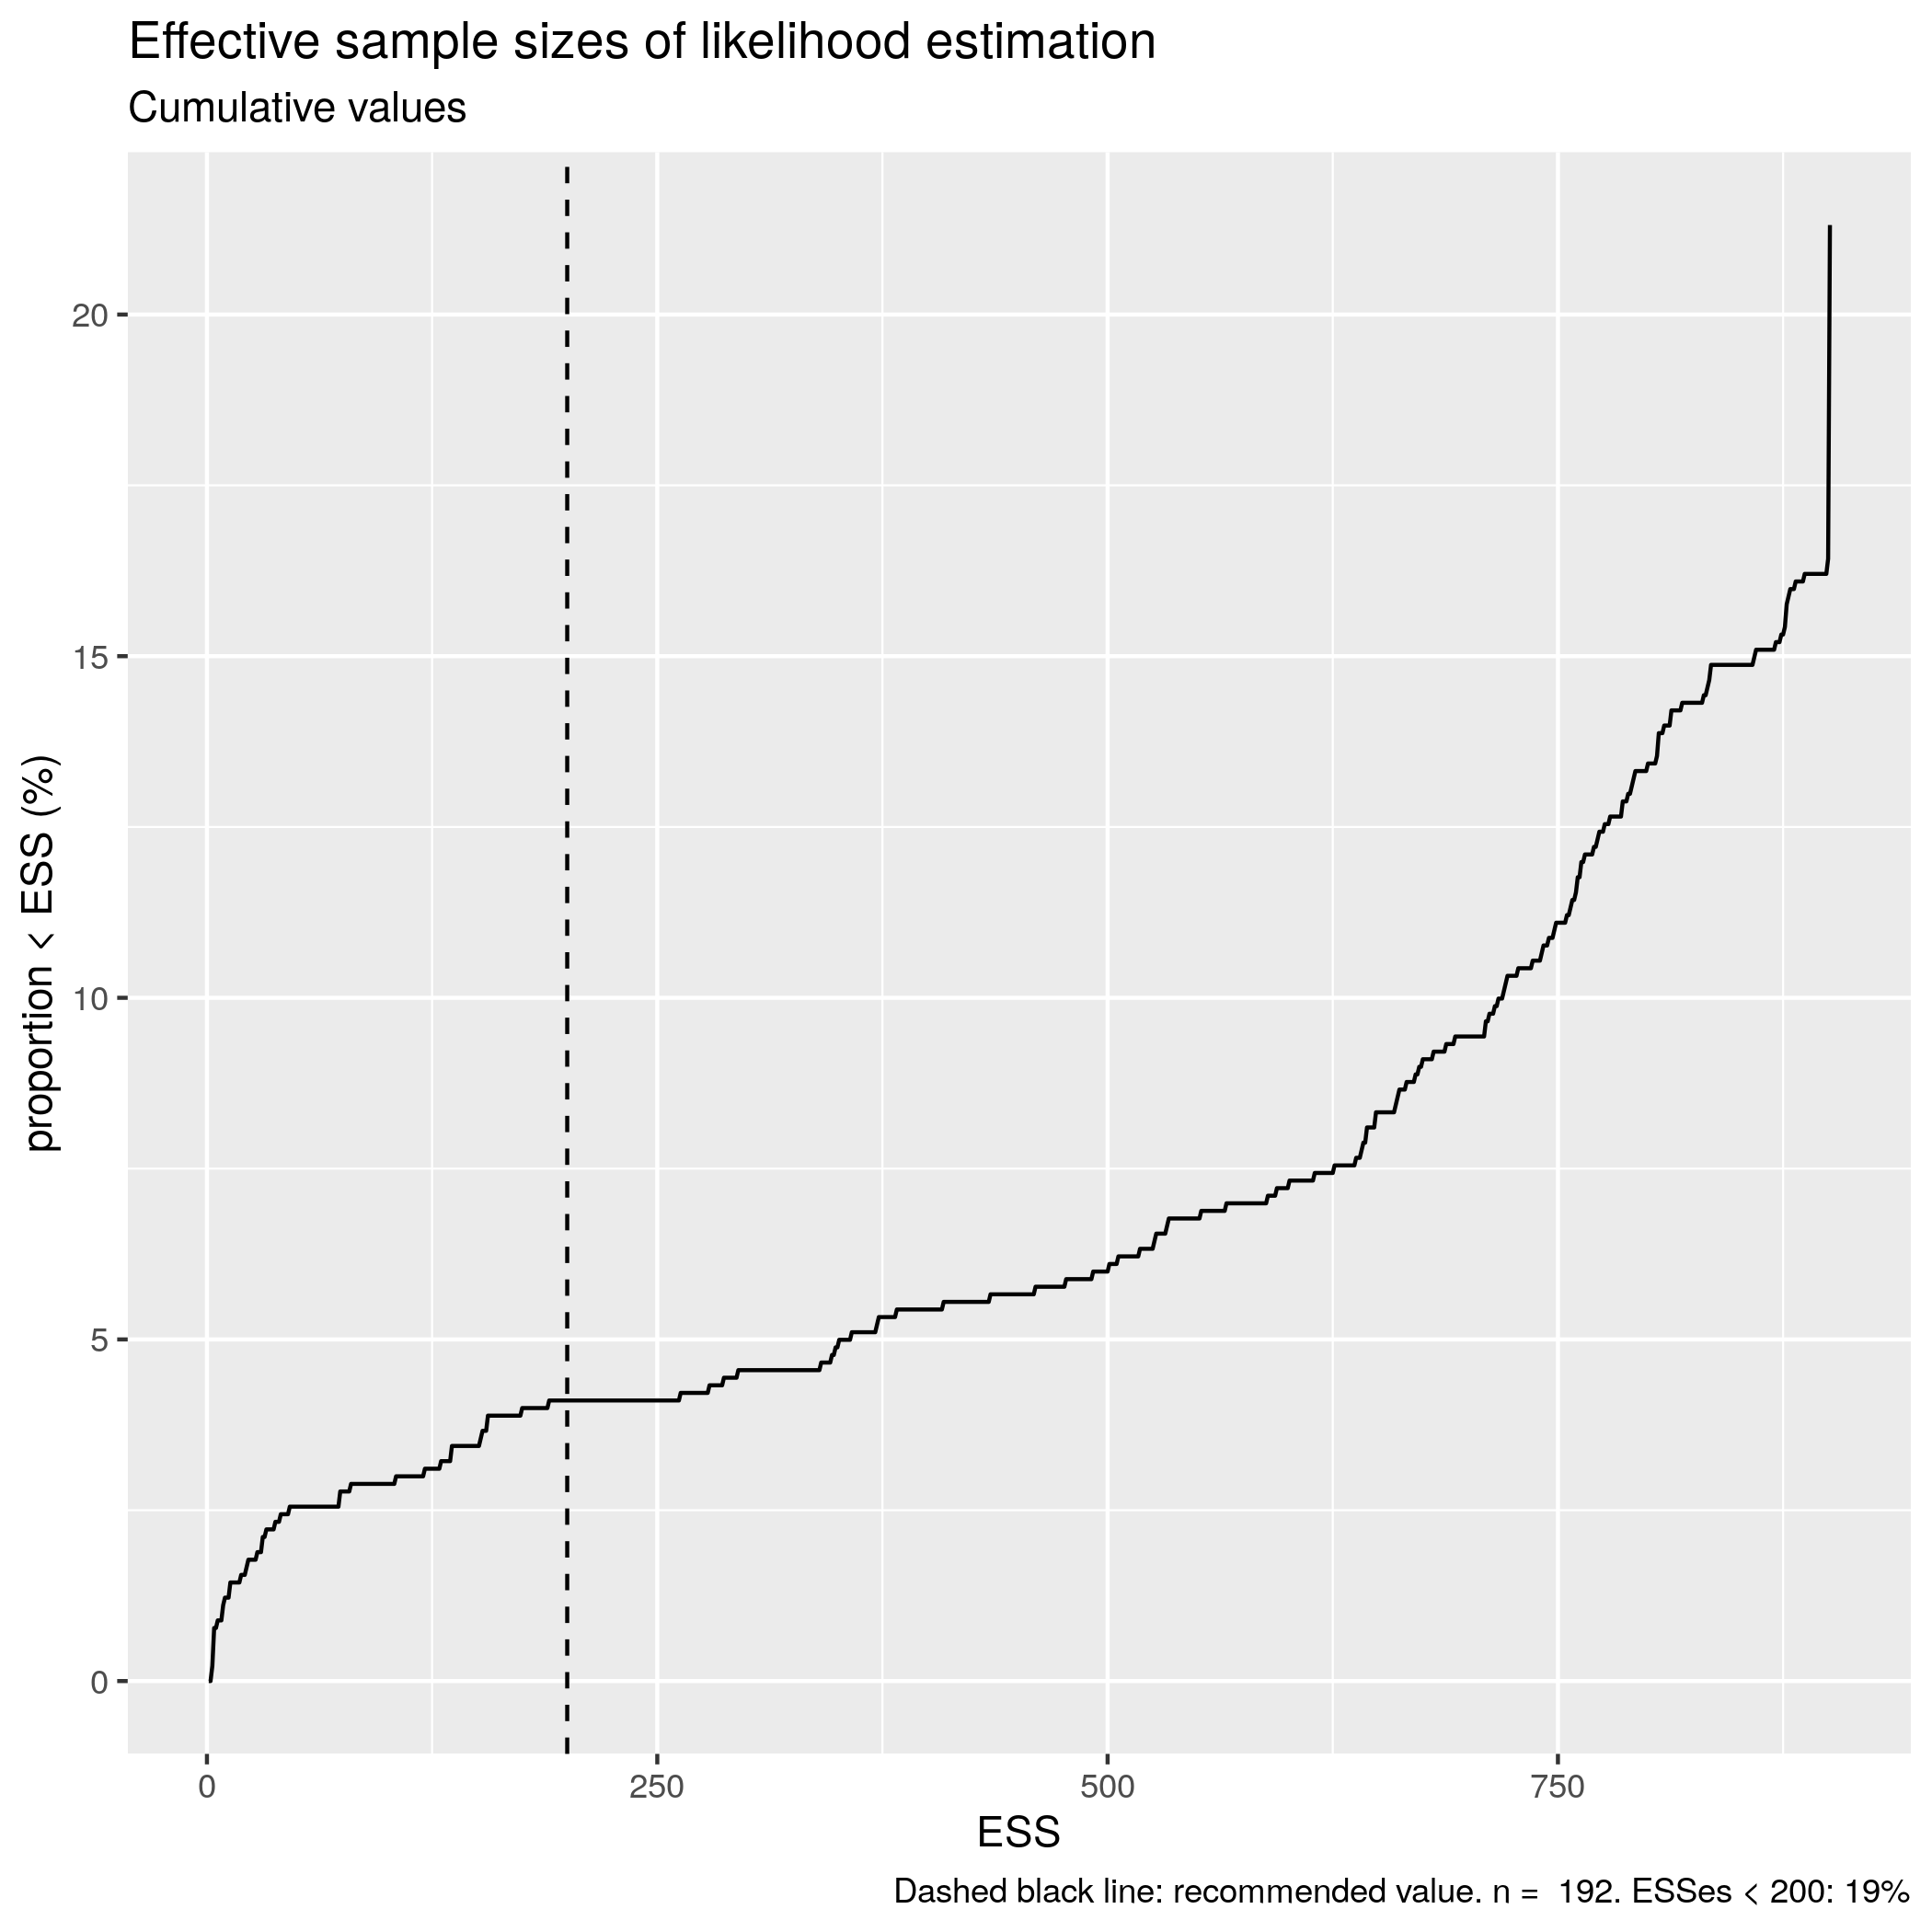 Effective sample sizes of likelihood estimation
Cumulative values
proportion < ESS (%)
20
15
10
5
0
0 250 500 750
ESS
Dashed black line: recommended value. n =  192. ESSes < 200: 19%